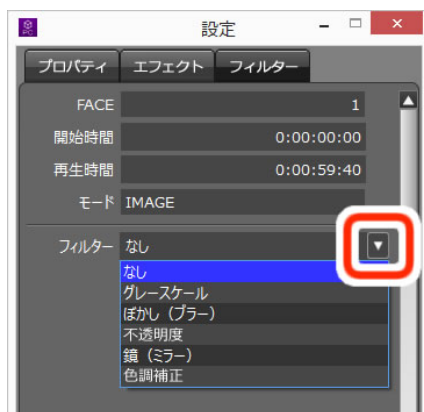 設定
プロパティ エフェクト フィルター
FACE 1
開始時間 0:00:00:00
再生時間 0:00:59:40
モード IMAGE
フィルター なし
なし
グレースケール
ぼかし（ブラー）
不透明度
鏡（ミラー）
色調補正